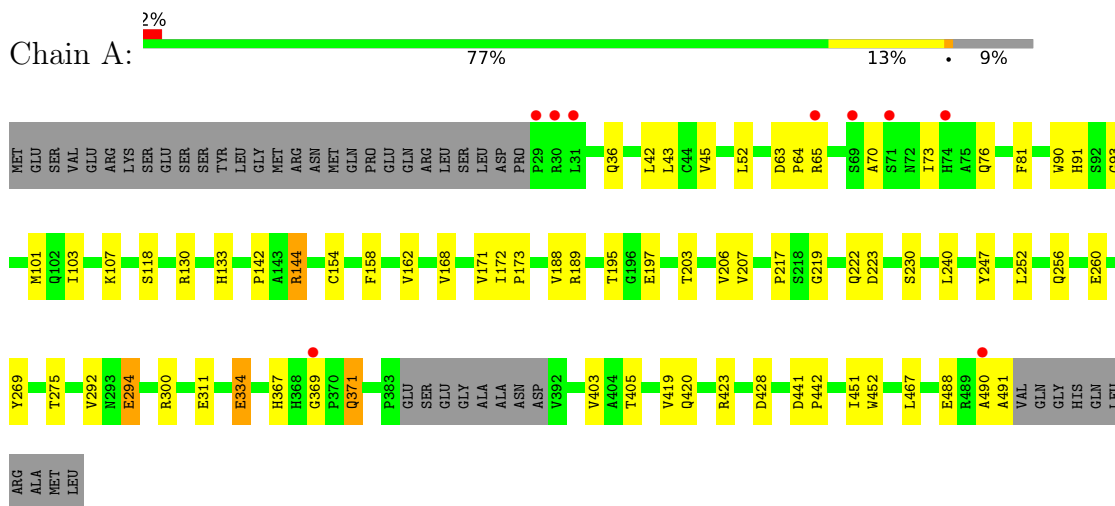 2%
Chain A:
77% 13% • 9%
MET GLU SER VAL GLU ARG LYS SER GLU SER SER TYR LEU GLY MET ARG ASN MET GLN PRO GLU GLU GLN ARG LEU SER LEU ASP PRO P29 R30 L31 Q36 L42 L43 C44 V45 L52 D63 P64 R65 S69 A70 S71 N72 I73 H74 A75 Q76 F81 W90 H91 S92
M101 Q102 I103 K107 S118 R130 H133 P142 A143 R144 C154 F158 V162 V168 V171 I172 P173 V188 R189 T195 G196 E197 T203 V206 V207 P217 S218 G219 Q222 D223 S230 L240 Y247 L252 Q256 E260
Y269 T275 V292 N293 E294 R300 E311 E334 H367 H368 G369 P370 Q371 P383 GLU SER GLU GLY ALA ALA ASN ASP V392 V403 A404 T405 V419 Q420 R423 D428 D441 P442 I451 W452 L467 E488 R489 A490 A491 VAL GLN GLY HIS GLN LEU
ARG ALA MET LEU